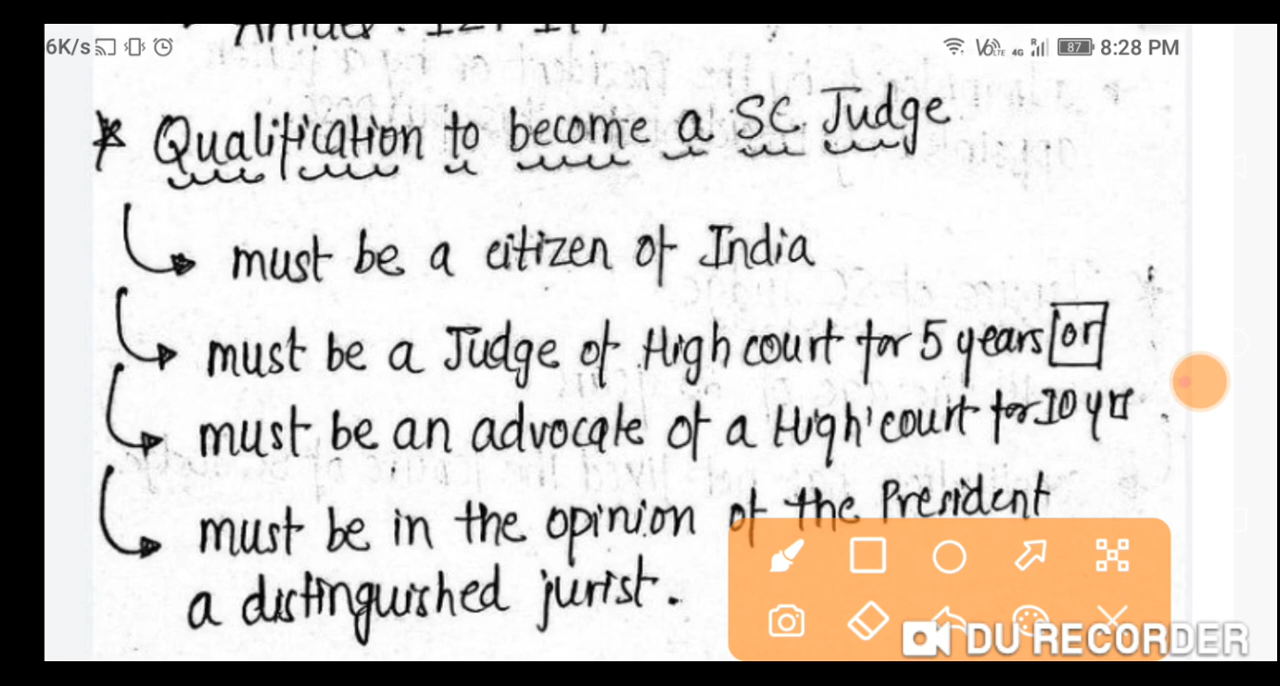 6K/s VoLTE 4G R 87 8:28 PM
* Qualification to become a SC Judge
must be a citizen of India
must be a Judge of High court for 5 years or
must be an advocate of a High court for 10 yrs
must be in the opinion of the President
a distinguished jurist.
DU RECORDER